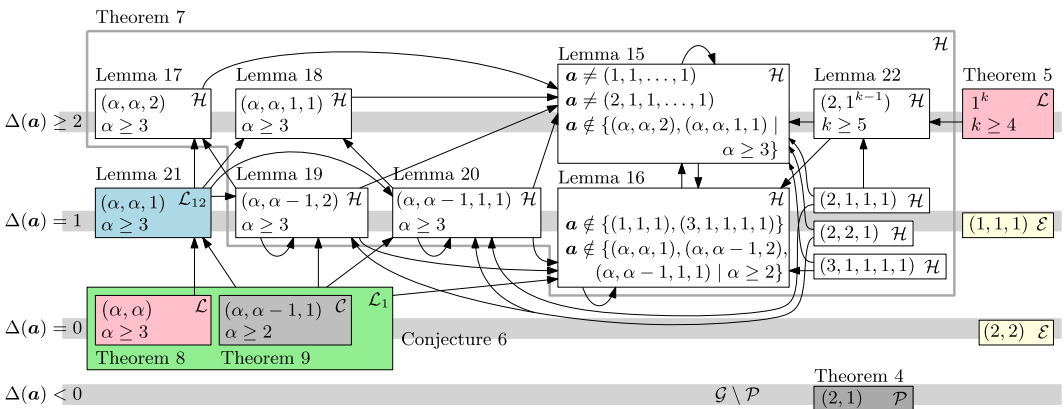 Theorem 7
ℋ
Lemma 17
(α, α, 2) ℋ
α ≥ 3
Lemma 18
(α, α, 1, 1) ℋ
α ≥ 3
Lemma 15
𝒂 ≠ (1, 1, . . . , 1) ℋ
𝒂 ≠ (2, 1, 1, . . . , 1)
𝒂 ∉ {(α, α, 2), (α, α, 1, 1) |
α ≥ 3}
Lemma 22
(2, 1ᵏ⁻¹) ℋ
k ≥ 5
Theorem 5
1ᵏ ℒ
k ≥ 4
Δ(𝒂) ≥ 2
Lemma 21
(α, α, 1) ℒ₁₂
α ≥ 3
Lemma 19
(α, α − 1, 2) ℋ
α ≥ 3
Lemma 20
(α, α − 1, 1, 1) ℋ
α ≥ 3
Lemma 16
ℋ
𝒂 ∉ {(1, 1, 1), (3, 1, 1, 1, 1)}
𝒂 ∉ {(α, α, 1), (α, α − 1, 2),
(α, α − 1, 1, 1) | α ≥ 2}
(2, 1, 1, 1) ℋ
(2, 2, 1) ℋ
(3, 1, 1, 1, 1) ℋ
(1, 1, 1) ℰ
Δ(𝒂) = 1
ℒ₁
(α, α) ℒ
α ≥ 3
Theorem 8
(α, α − 1, 1) 𝒞
α ≥ 2
Theorem 9
Conjecture 6
(2, 2) ℰ
Δ(𝒂) = 0
Δ(𝒂) < 0
𝒢 \ 𝒫
Theorem 4
(2, 1) 𝒫